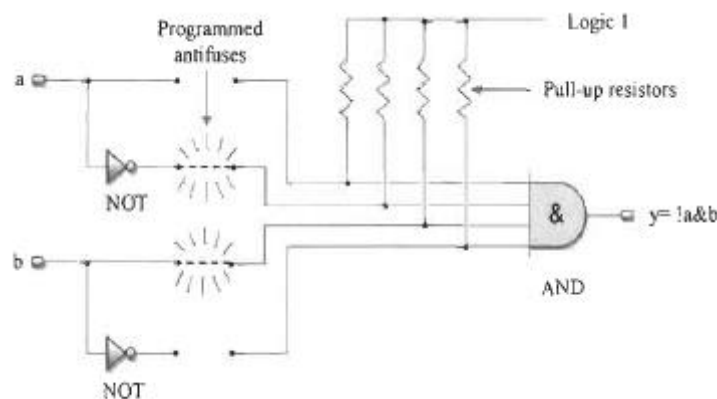 Programmed
antifuses
Logic 1
a
Pull-up resistors
NOT
&
y= !a&b
b
AND
NOT